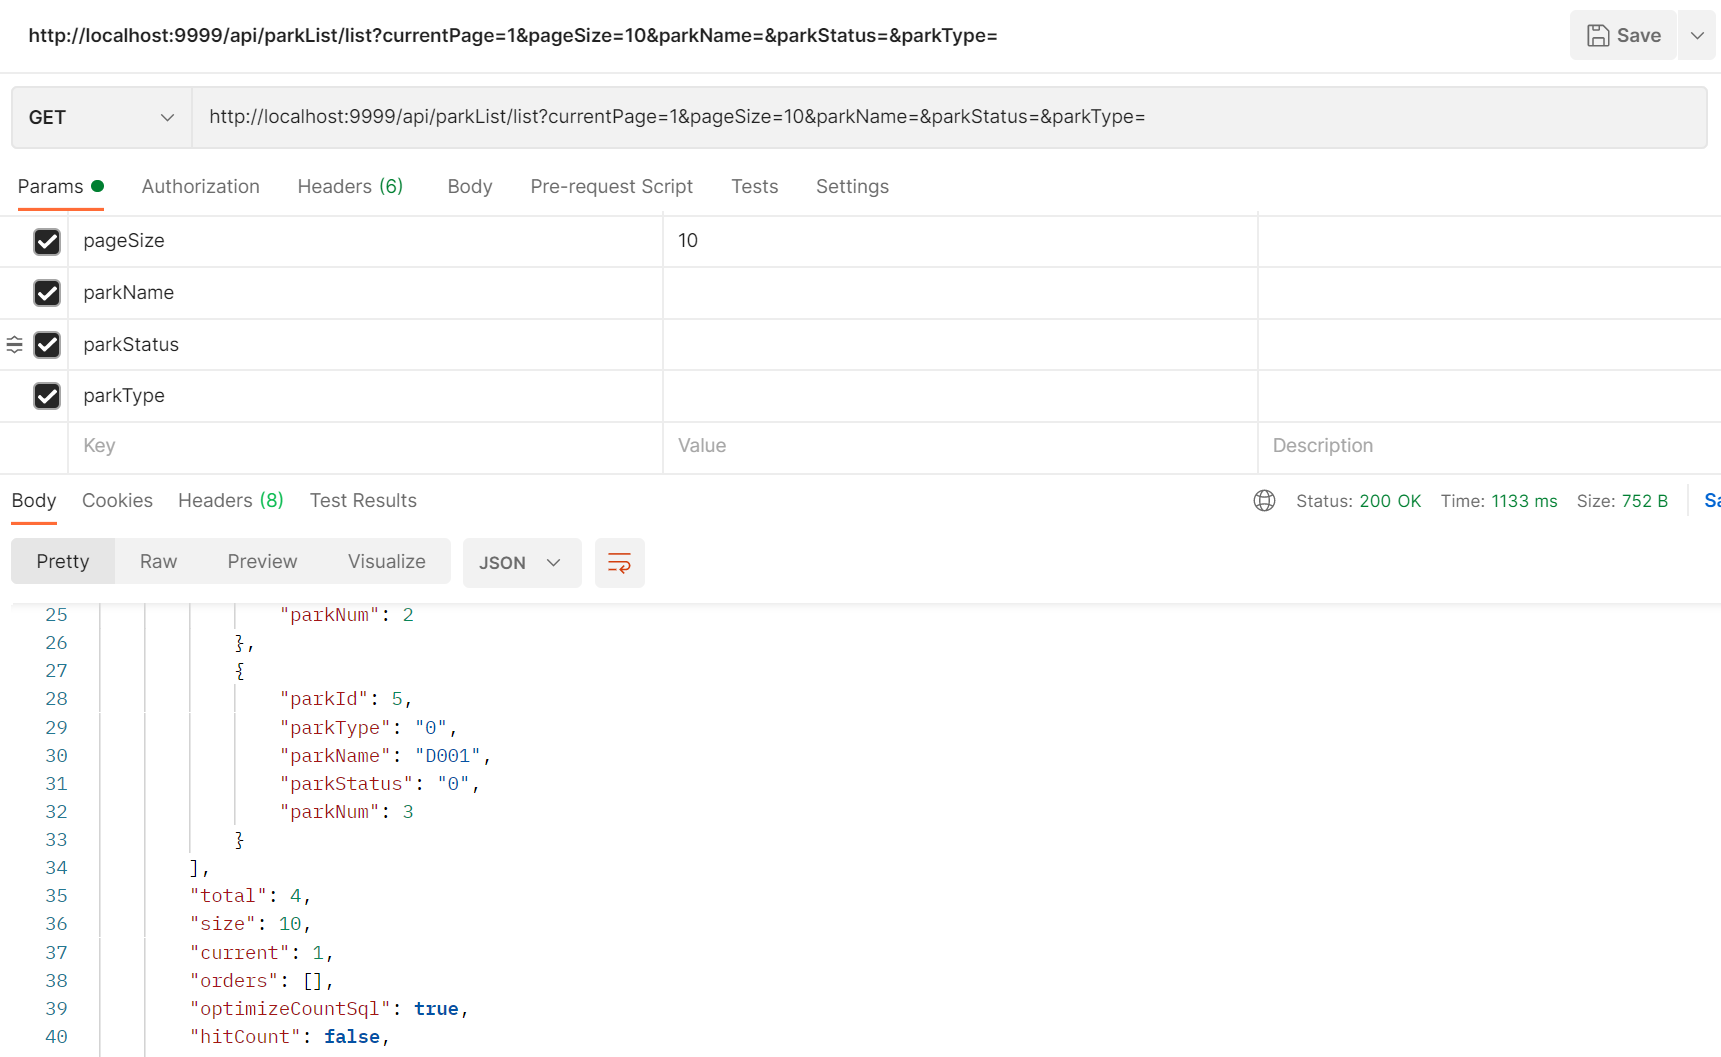 http://localhost:9999/api/parkList/list?currentPage=1&pageSize=10&parkName=&parkStatus=&parkType=
Save
GET http://localhost:9999/api/parkList/list?currentPage=1&pageSize=10&parkName=&parkStatus=&parkType=
Params Authorization Headers (6) Body Pre-request Script Tests Settings
pageSize 10
parkName
parkStatus
parkType
Key Value Description
Body Cookies Headers (8) Test Results Status: 200 OK Time: 1133 ms Size: 752 B Sa
Pretty Raw Preview Visualize JSON
25 "parkNum": 2
26 },
27 {
28 "parkId": 5,
29 "parkType": "0",
30 "parkName": "D001",
31 "parkStatus": "0",
32 "parkNum": 3
33 }
34 ],
35 "total": 4,
36 "size": 10,
37 "current": 1,
38 "orders": [],
39 "optimizeCountSql": true,
40 "hitCount": false,